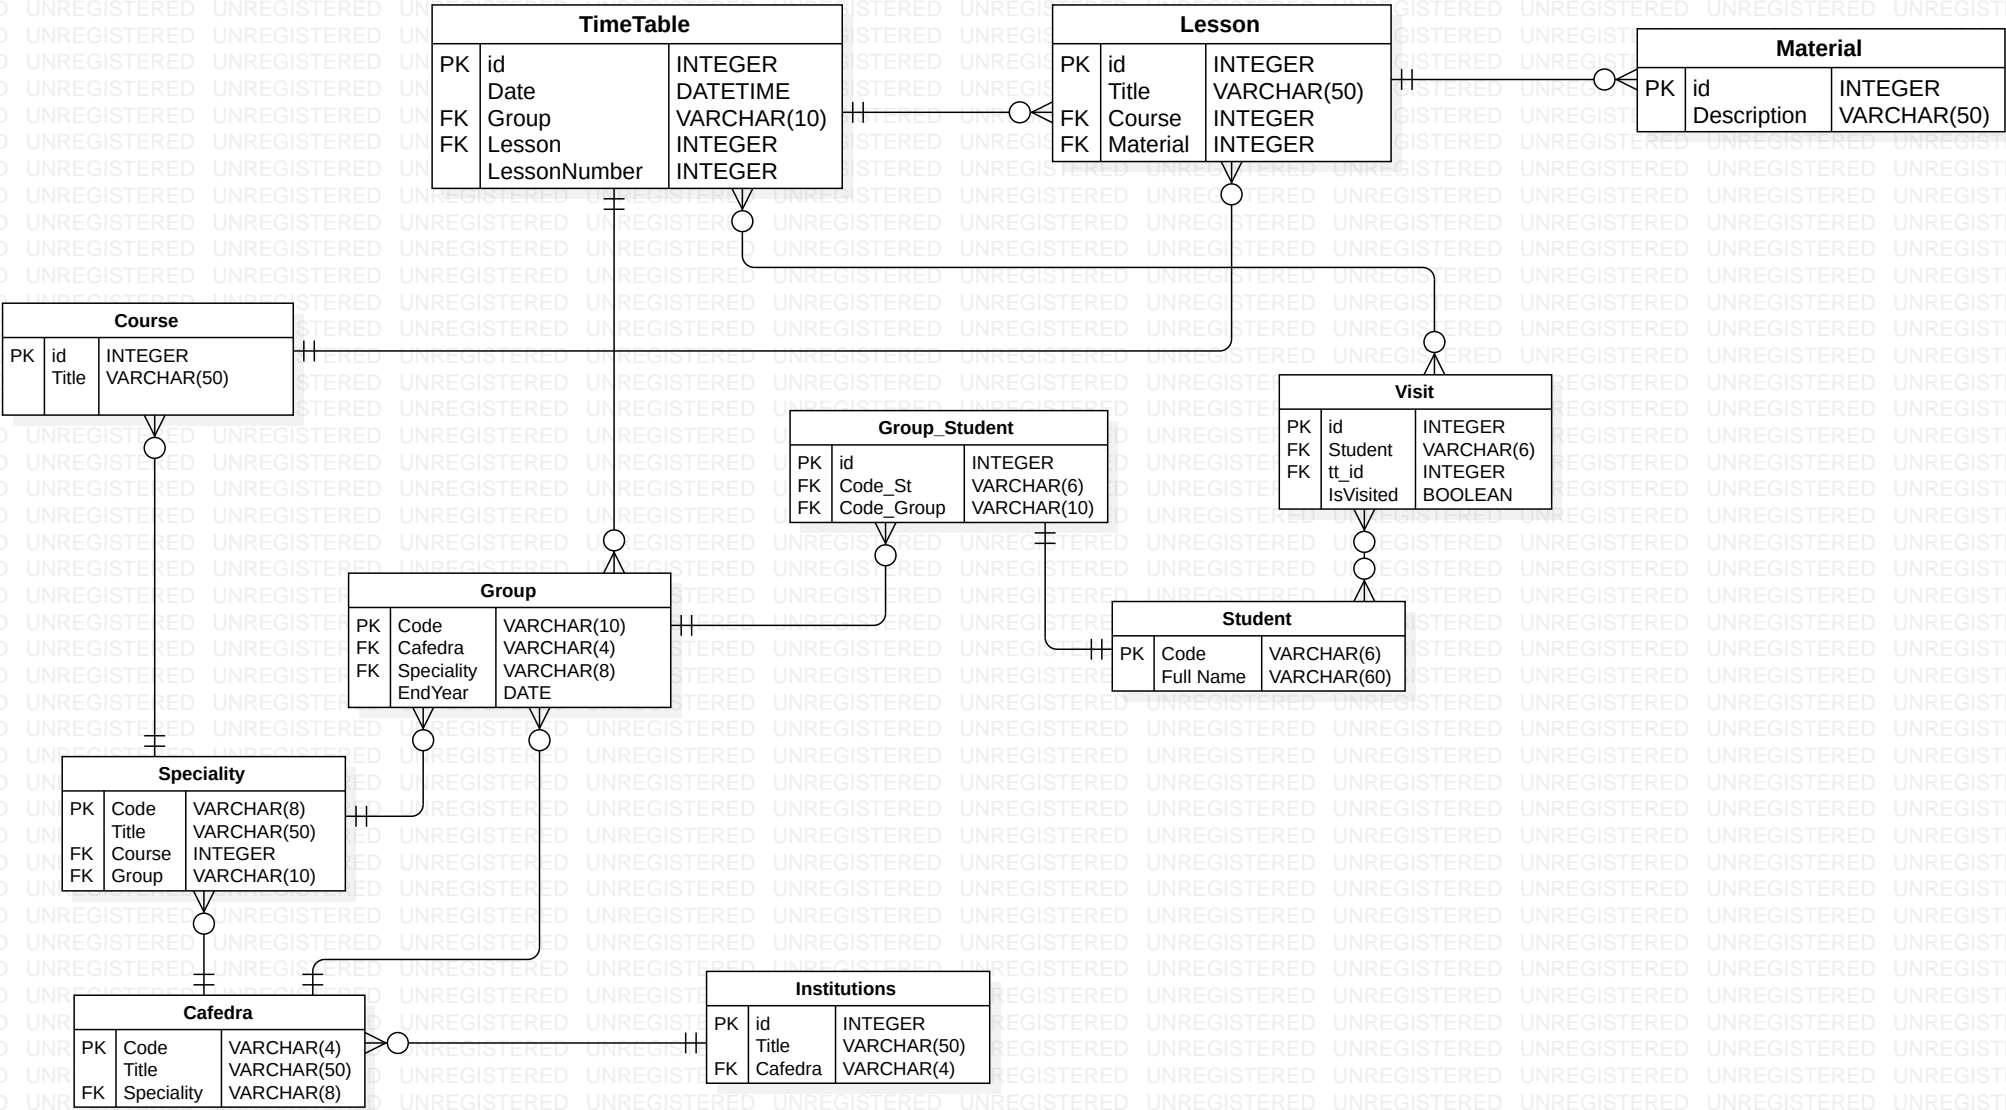 TimeTable
PK id INTEGER
Date DATETIME
FK Group VARCHAR(10)
FK Lesson INTEGER
LessonNumber INTEGER
Lesson
PK id INTEGER
Title VARCHAR(50)
FK Course INTEGER
FK Material INTEGER
Material
PK id INTEGER
Description VARCHAR(50)
Course
PK id INTEGER
Title VARCHAR(50)
Visit
PK id INTEGER
FK Student VARCHAR(6)
FK tt_id INTEGER
IsVisited BOOLEAN
Group_Student
PK id INTEGER
FK Code_St VARCHAR(6)
FK Code_Group VARCHAR(10)
Group
PK Code VARCHAR(10)
FK Cafedra VARCHAR(4)
FK Speciality VARCHAR(8)
EndYear DATE
Student
PK Code VARCHAR(6)
Full Name VARCHAR(60)
Speciality
PK Code VARCHAR(8)
Title VARCHAR(50)
FK Course INTEGER
FK Group VARCHAR(10)
Cafedra
PK Code VARCHAR(4)
Title VARCHAR(50)
FK Speciality VARCHAR(8)
Institutions
PK id INTEGER
Title VARCHAR(50)
FK Cafedra VARCHAR(4)
UNREGISTERED